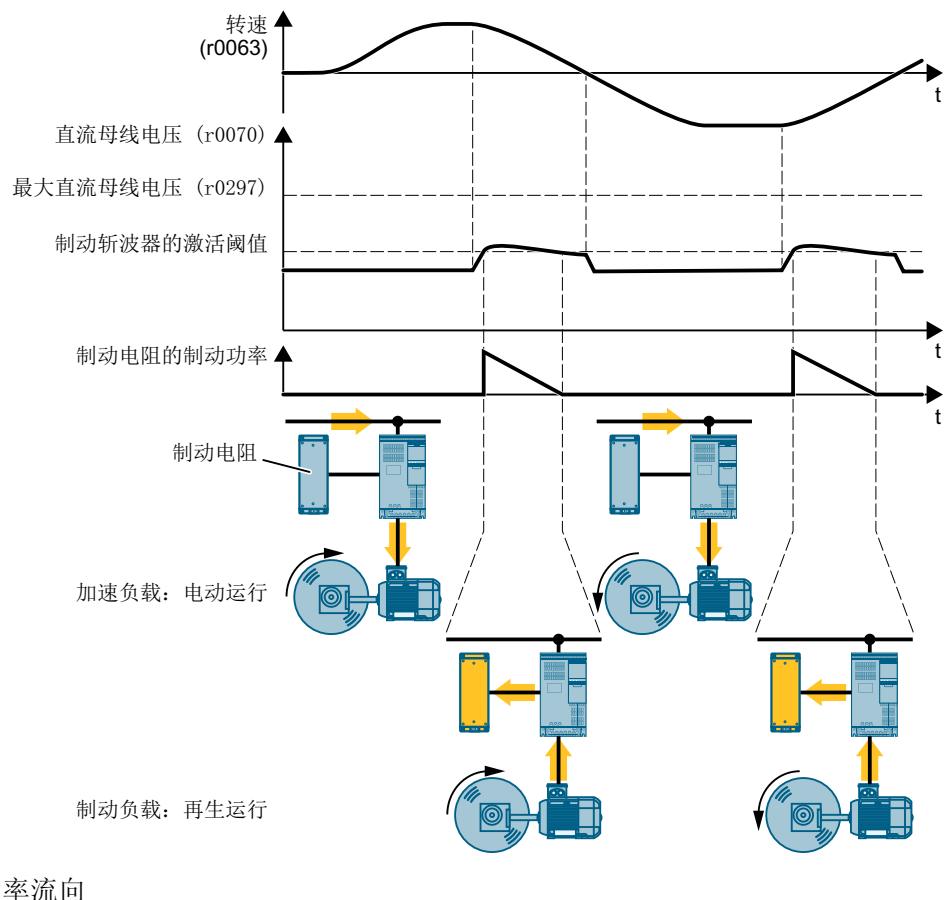 转速
(r0063)
t
直流母线电压 (r0070)
最大直流母线电压 (r0297)
制动斩波器的激活阈值
t
制动电阻的制动功率
t
制动电阻
加速负载：电动运行
制动负载：再生运行
率流向